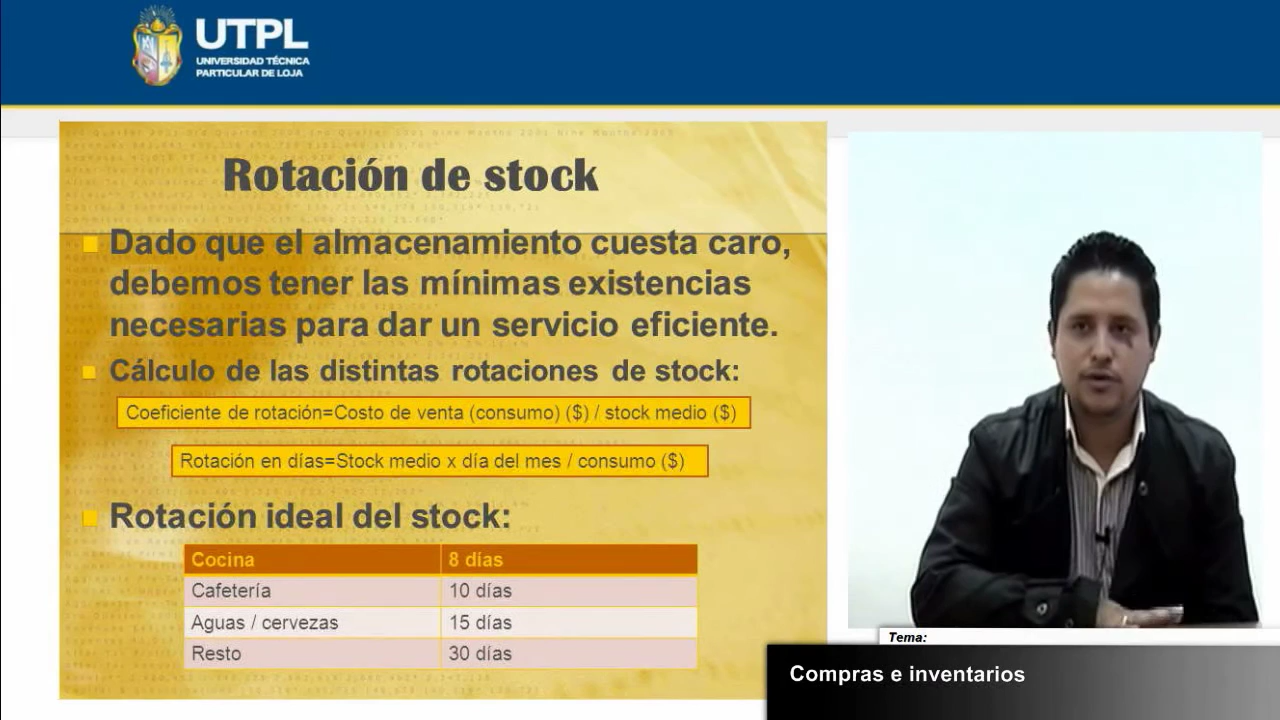 UTPL
UNIVERSIDAD TÉCNICA
PARTICULAR DE LOJA
Rotación de stock
Dado que el almacenamiento cuesta caro,
debemos tener las mínimas existencias
necesarias para dar un servicio eficiente.
Cálculo de las distintas rotaciones de stock:
Coeficiente de rotación=Costo de venta (consumo) ($) / stock medio ($)
Rotación en días=Stock medio x día del mes / consumo ($)
Rotación ideal del stock:
Cocina 8 días
Cafetería 10 días
Aguas / cervezas 15 días
Resto 30 días
Tema:
Compras e inventarios